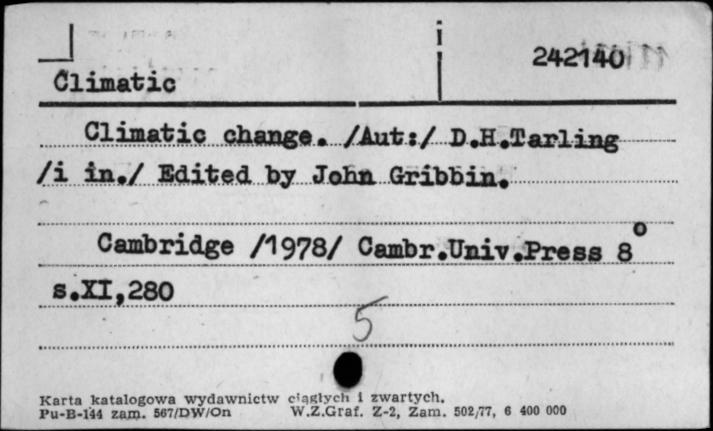 i
242140
Climatic
Climatic change. /Aut:/ D.H.Tarling
/i in./ Edited by John Gribbin.
Cambridge /1978/ Cambr.Univ.Press 8°
s.XI,280
5
Karta katalogowa wydawnictw ciągłych i zwartych.
Pu-B-144 zam. 567/DW/On W.Z.Graf. Z-2, Zam. 502/77, 6 400 000